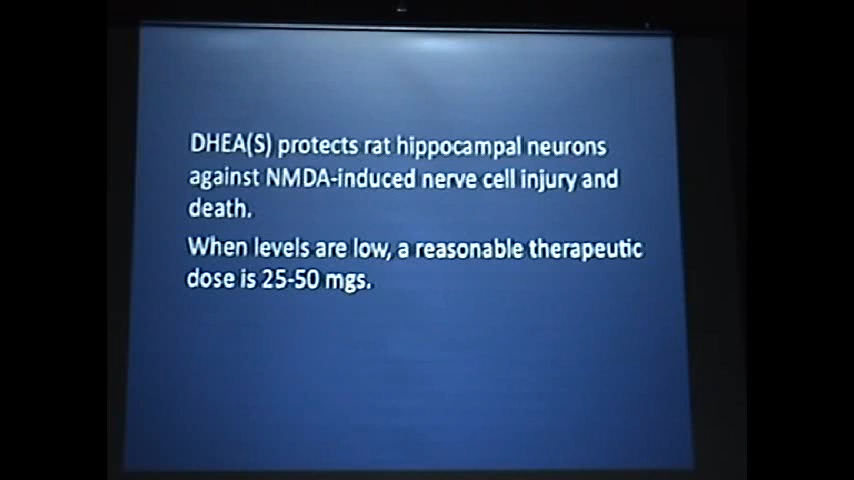 DHEA(S) protects rat hippocampal neurons
against NMDA-induced nerve cell injury and
death.
When levels are low, a reasonable therapeutic
dose is 25-50 mgs.